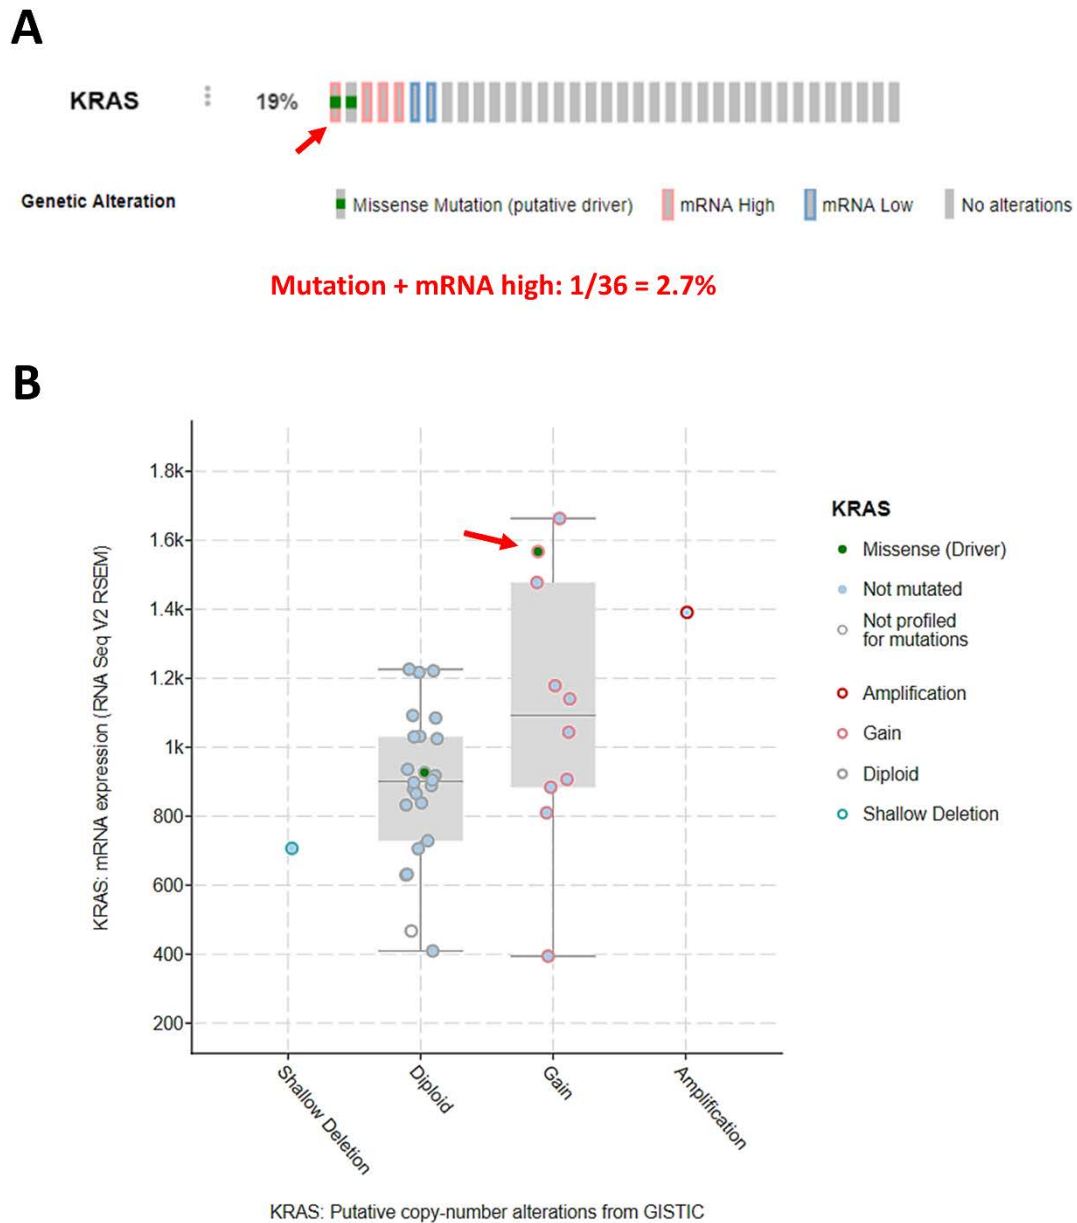 A
KRAS 19%
Genetic Alteration
Missense Mutation (putative driver) mRNA High mRNA Low No alterations
Mutation + mRNA high: 1/36 = 2.7%
B
KRAS: mRNA expression (RNA Seq V2 RSEM)
1.8k
1.6k
1.4k
1.2k
1k
800
600
400
200
Shallow Deletion
Diploid
Gain
Amplification
KRAS: Putative copy-number alterations from GISTIC
KRAS
Missense (Driver)
Not mutated
Not profiled
for mutations
Amplification
Gain
Diploid
Shallow Deletion